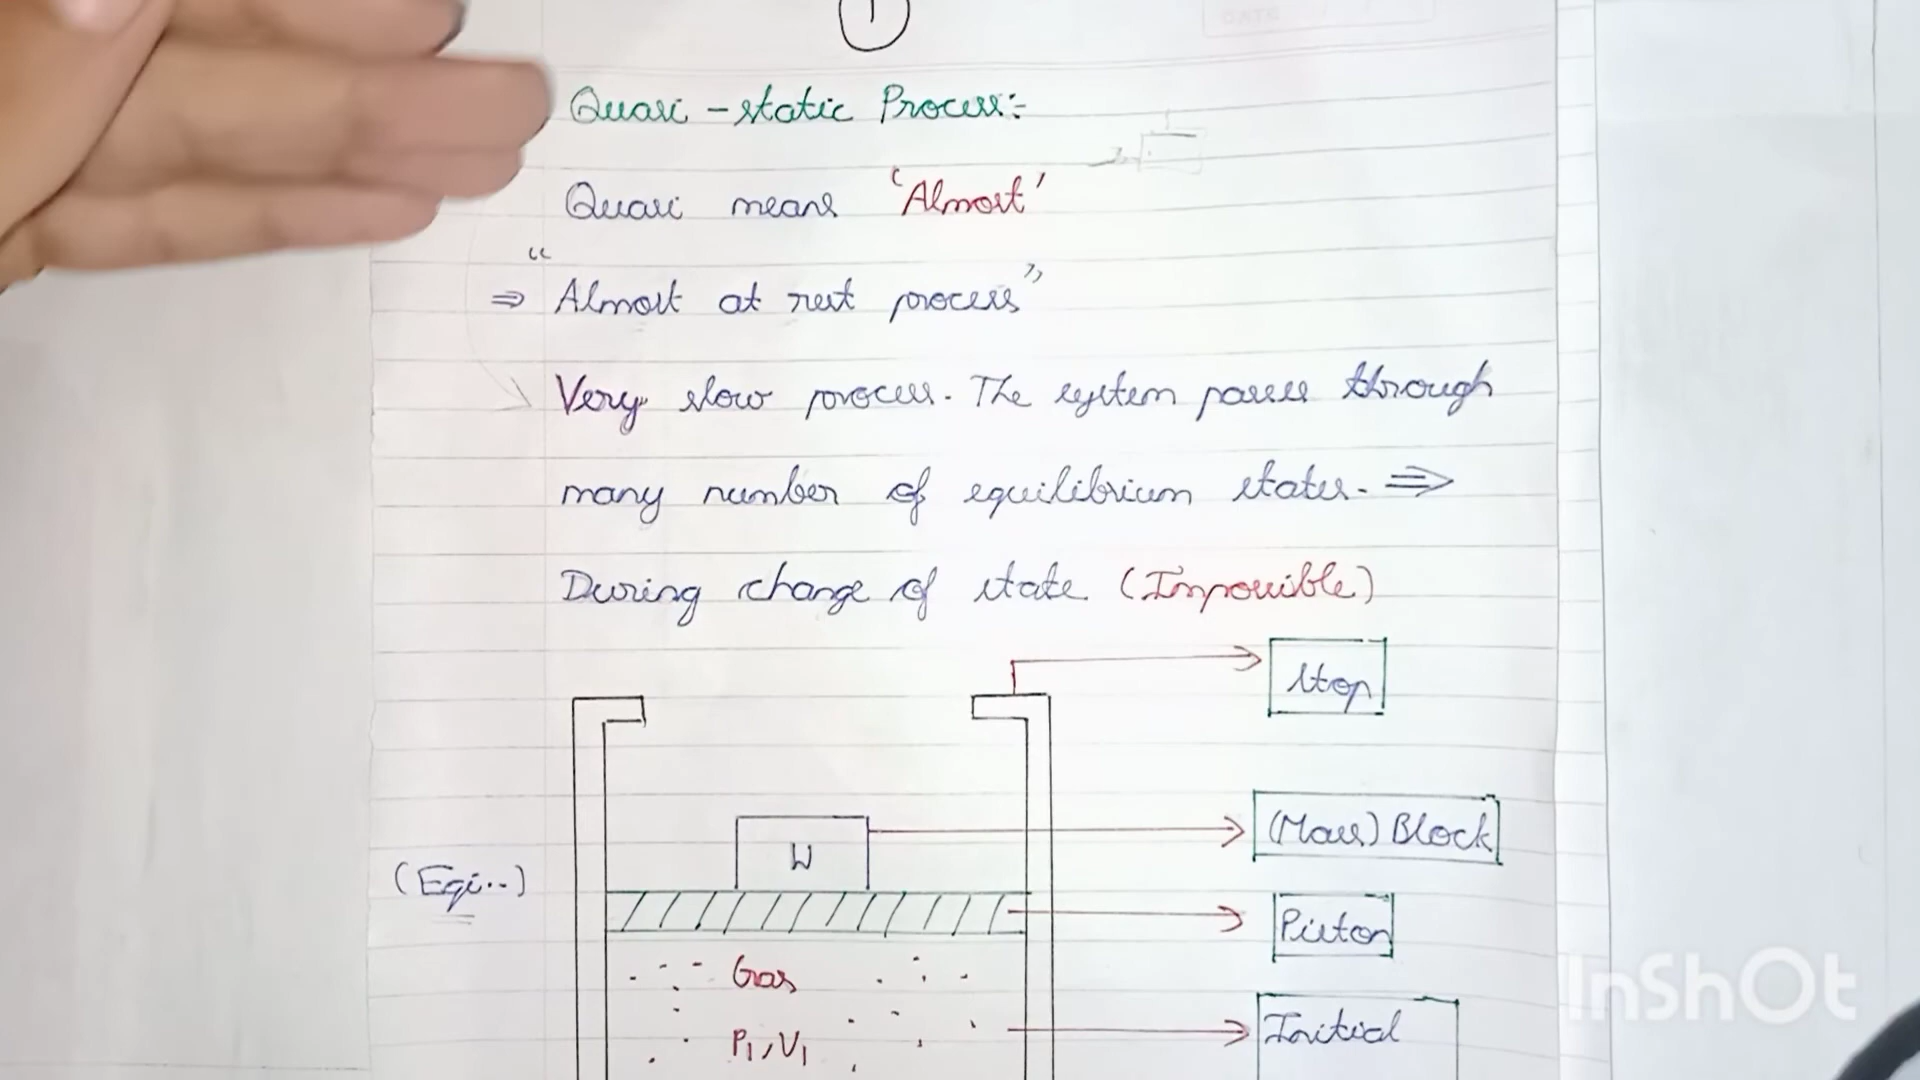 1
Quasi-static Process:-
Quasi means 'Almost'
⇒ "Almost at rest process"
Very slow process. The system passes through
many number of equilibrium states. ⇒
During change of state (Impossible)
Stop
(Mass) Block
W
(Eqi..)
Piston
Gas
P1, V1
Initial
InShOt